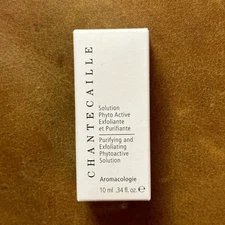 CHANTECAILLE
Solution
Phyto Active
Exfoliante
et Purifiante
Purifying and
Exfoliating
Phytoactive
Solution
Aromacologie
10 ml .34 fl. oz. ℮